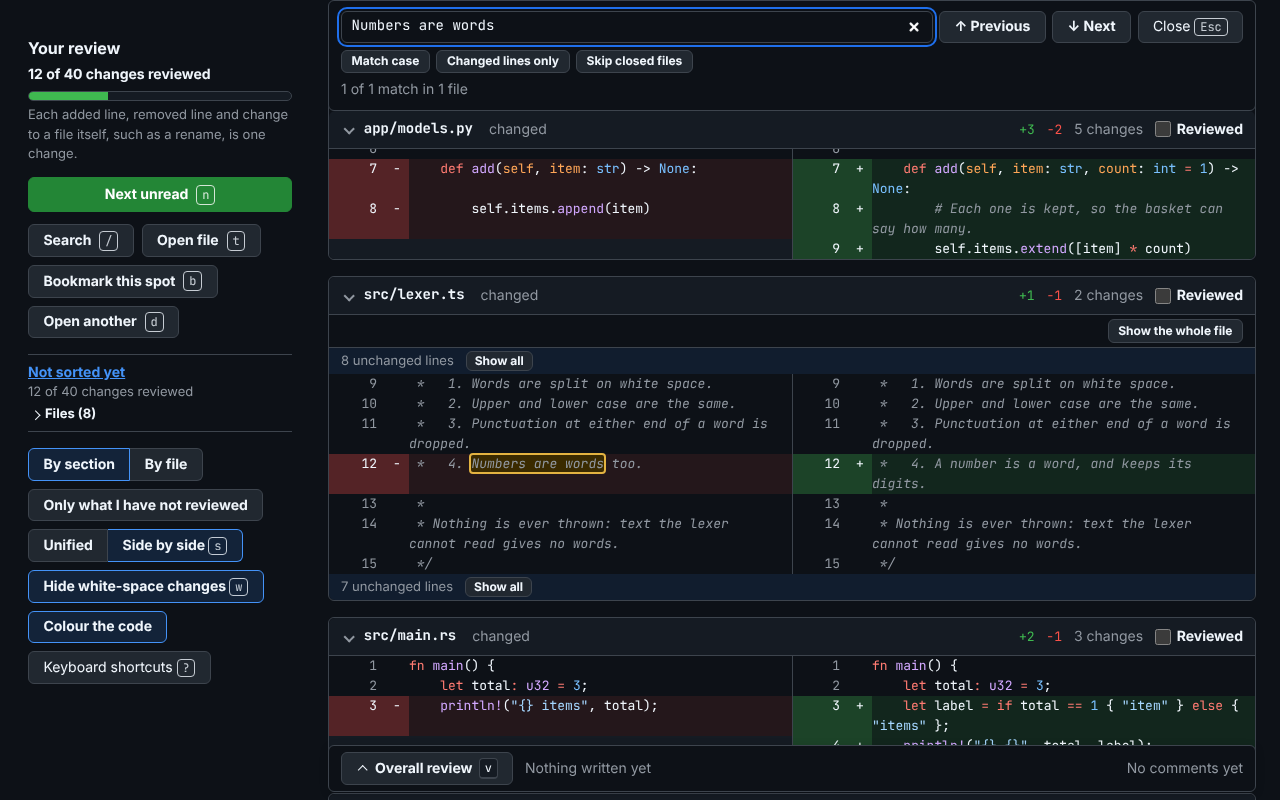 Your review
12 of 40 changes reviewed
Each added line, removed line and change
to a file itself, such as a rename, is one
change.
Next unread n
Search /
Open file t
Bookmark this spot b
Open another d
Not sorted yet
12 of 40 changes reviewed
Files (8)
By section
By file
Only what I have not reviewed
Unified
Side by side s
Hide white-space changes w
Colour the code
Keyboard shortcuts ?
Numbers are words
↑ Previous
↓ Next
Close Esc
Match case
Changed lines only
Skip closed files
1 of 1 match in 1 file
app/models.py changed +3 -2 5 changes Reviewed
7 - def add(self, item: str) -> None:
8 - self.items.append(item)
7 + def add(self, item: str, count: int = 1) ->
None:
8 + # Each one is kept, so the basket can
say how many.
9 + self.items.extend([item] * count)
src/lexer.ts changed +1 -1 2 changes Reviewed
Show the whole file
8 unchanged lines Show all
9 * 1. Words are split on white space.
10 * 2. Upper and lower case are the same.
11 * 3. Punctuation at either end of a word is
dropped.
12 - * 4. Numbers are words too.
13 *
14 * Nothing is ever thrown: text the lexer
cannot read gives no words.
15 */
9 * 1. Words are split on white space.
10 * 2. Upper and lower case are the same.
11 * 3. Punctuation at either end of a word is
dropped.
12 + * 4. A number is a word, and keeps its
digits.
13 *
14 * Nothing is ever thrown: text the lexer
cannot read gives no words.
15 */
7 unchanged lines Show all
src/main.rs changed +2 -1 3 changes Reviewed
1 fn main() {
2 let total: u32 = 3;
3 - println!("{} items", total);
1 fn main() {
2 let total: u32 = 3;
3 + let label = if total == 1 { "item" } else {
"items" };
4 + println!("{} {}", total, label);
Overall review v
Nothing written yet
No comments yet